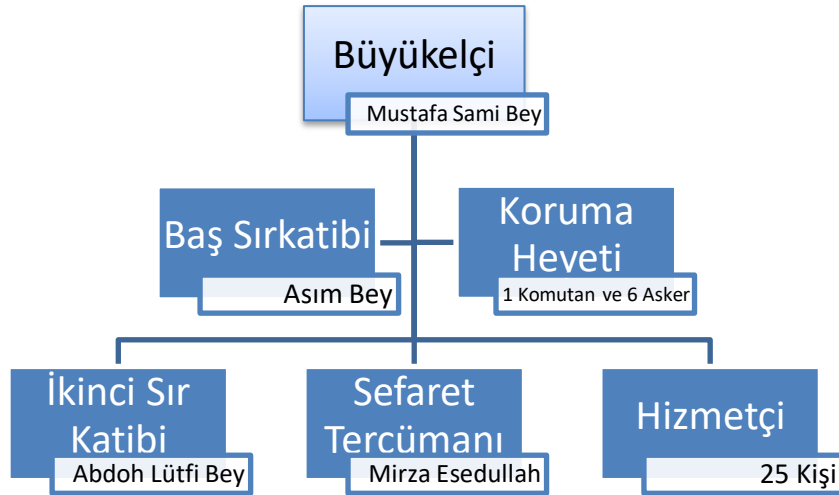 Büyükelçi
Mustafa Sami Bey
Baş Sırkatibi
Asım Bey
Koruma
Heveti
1 Komutan ve 6 Asker
İkinci Sır
Katibi
Abdoh Lütfi Bey
Sefaret
Tercümanı
Mirza Esedullah
Hizmetçi
25 Kişi